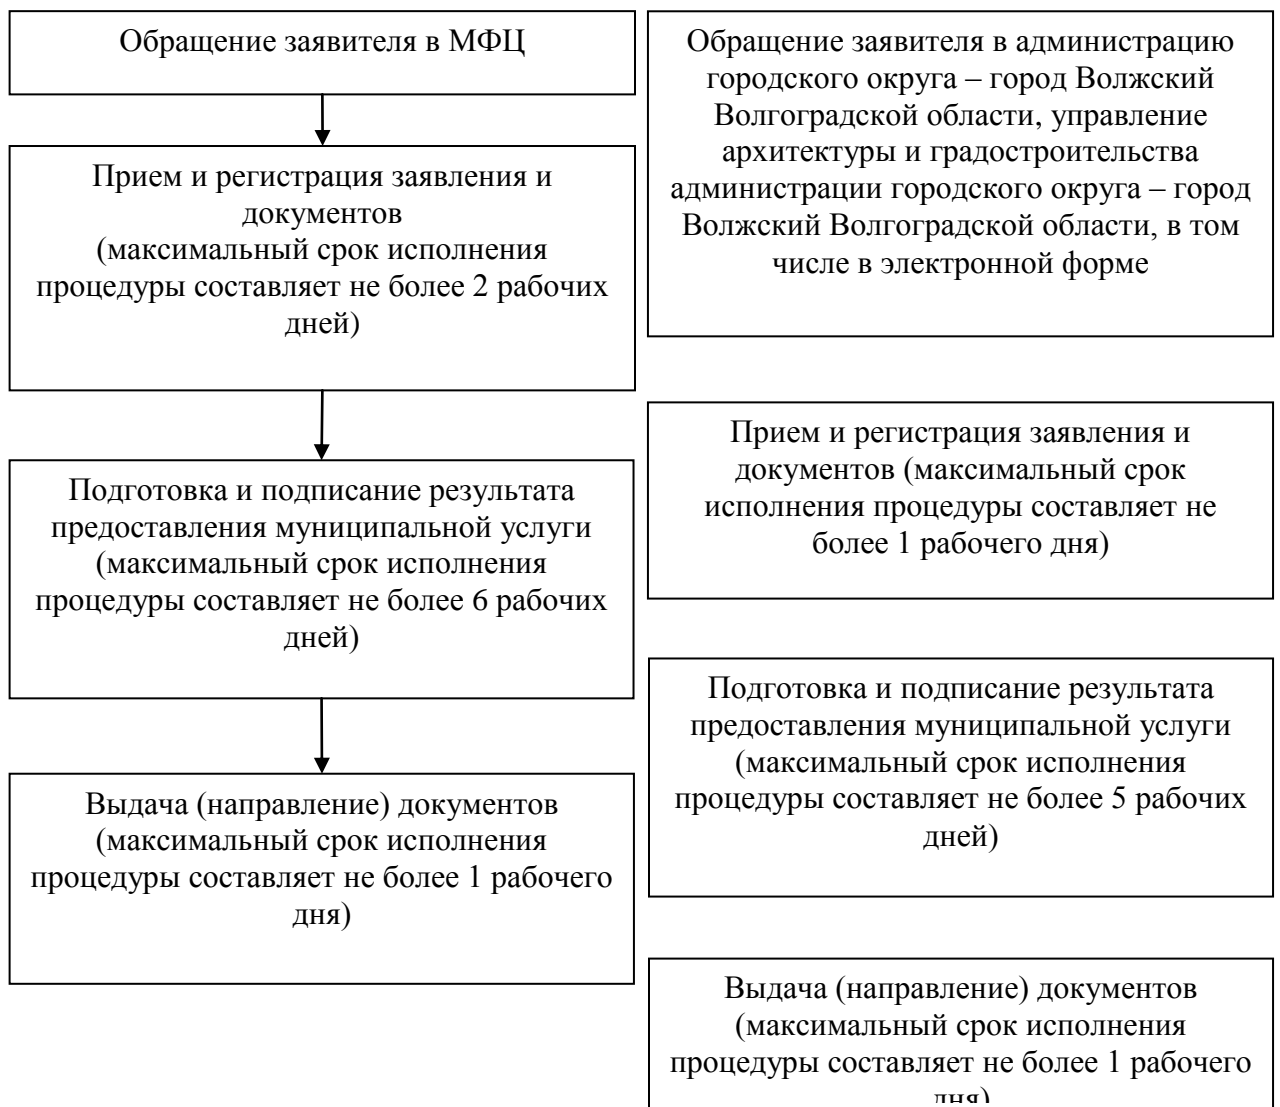 Обращение заявителя в МФЦ
Прием и регистрация заявления и
документов
(максимальный срок исполнения
процедуры составляет не более 2 рабочих
дней)
Подготовка и подписание результата
предоставления муниципальной услуги
(максимальный срок исполнения
процедуры составляет не более 6 рабочих
дней)
Выдача (направление) документов
(максимальный срок исполнения
процедуры составляет не более 1 рабочего
дня)
Обращение заявителя в администрацию
городского округа – город Волжский
Волгоградской области, управление
архитектуры и градостроительства
администрации городского округа – город
Волжский Волгоградской области, в том
числе в электронной форме
Прием и регистрация заявления и
документов (максимальный срок
исполнения процедуры составляет не
более 1 рабочего дня)
Подготовка и подписание результата
предоставления муниципальной услуги
(максимальный срок исполнения
процедуры составляет не более 5 рабочих
дней)
Выдача (направление) документов
(максимальный срок исполнения
процедуры составляет не более 1 рабочего
дня)